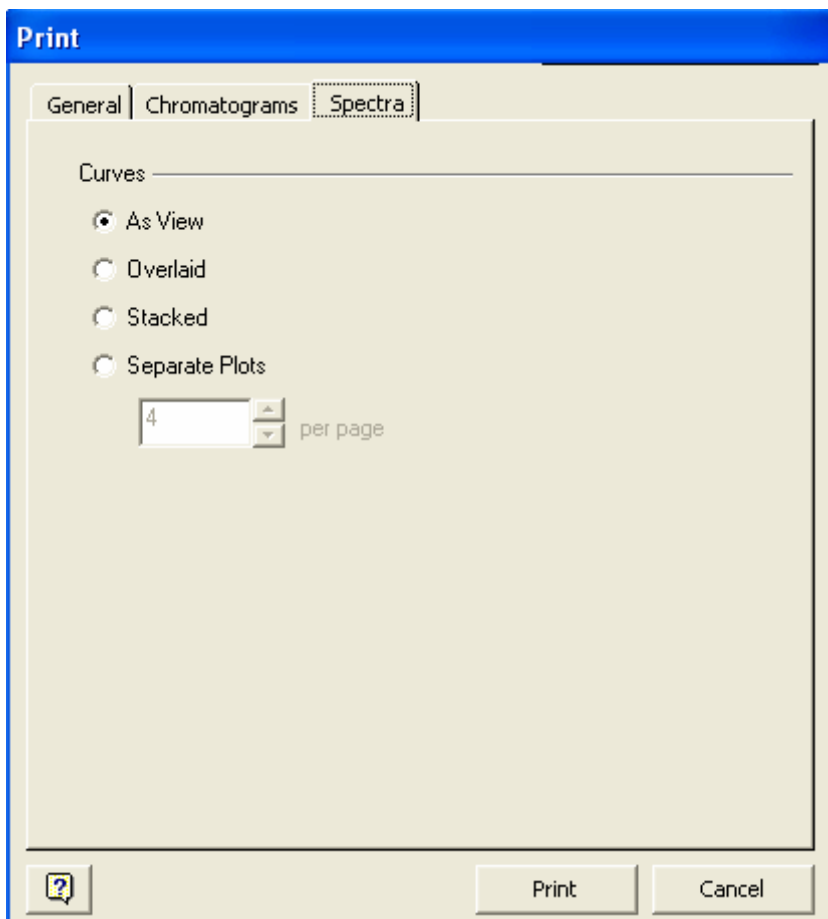 Print
General Chromatograms Spectra
Curves
As View
Overlaid
Stacked
Separate Plots
4 per page
? Print Cancel